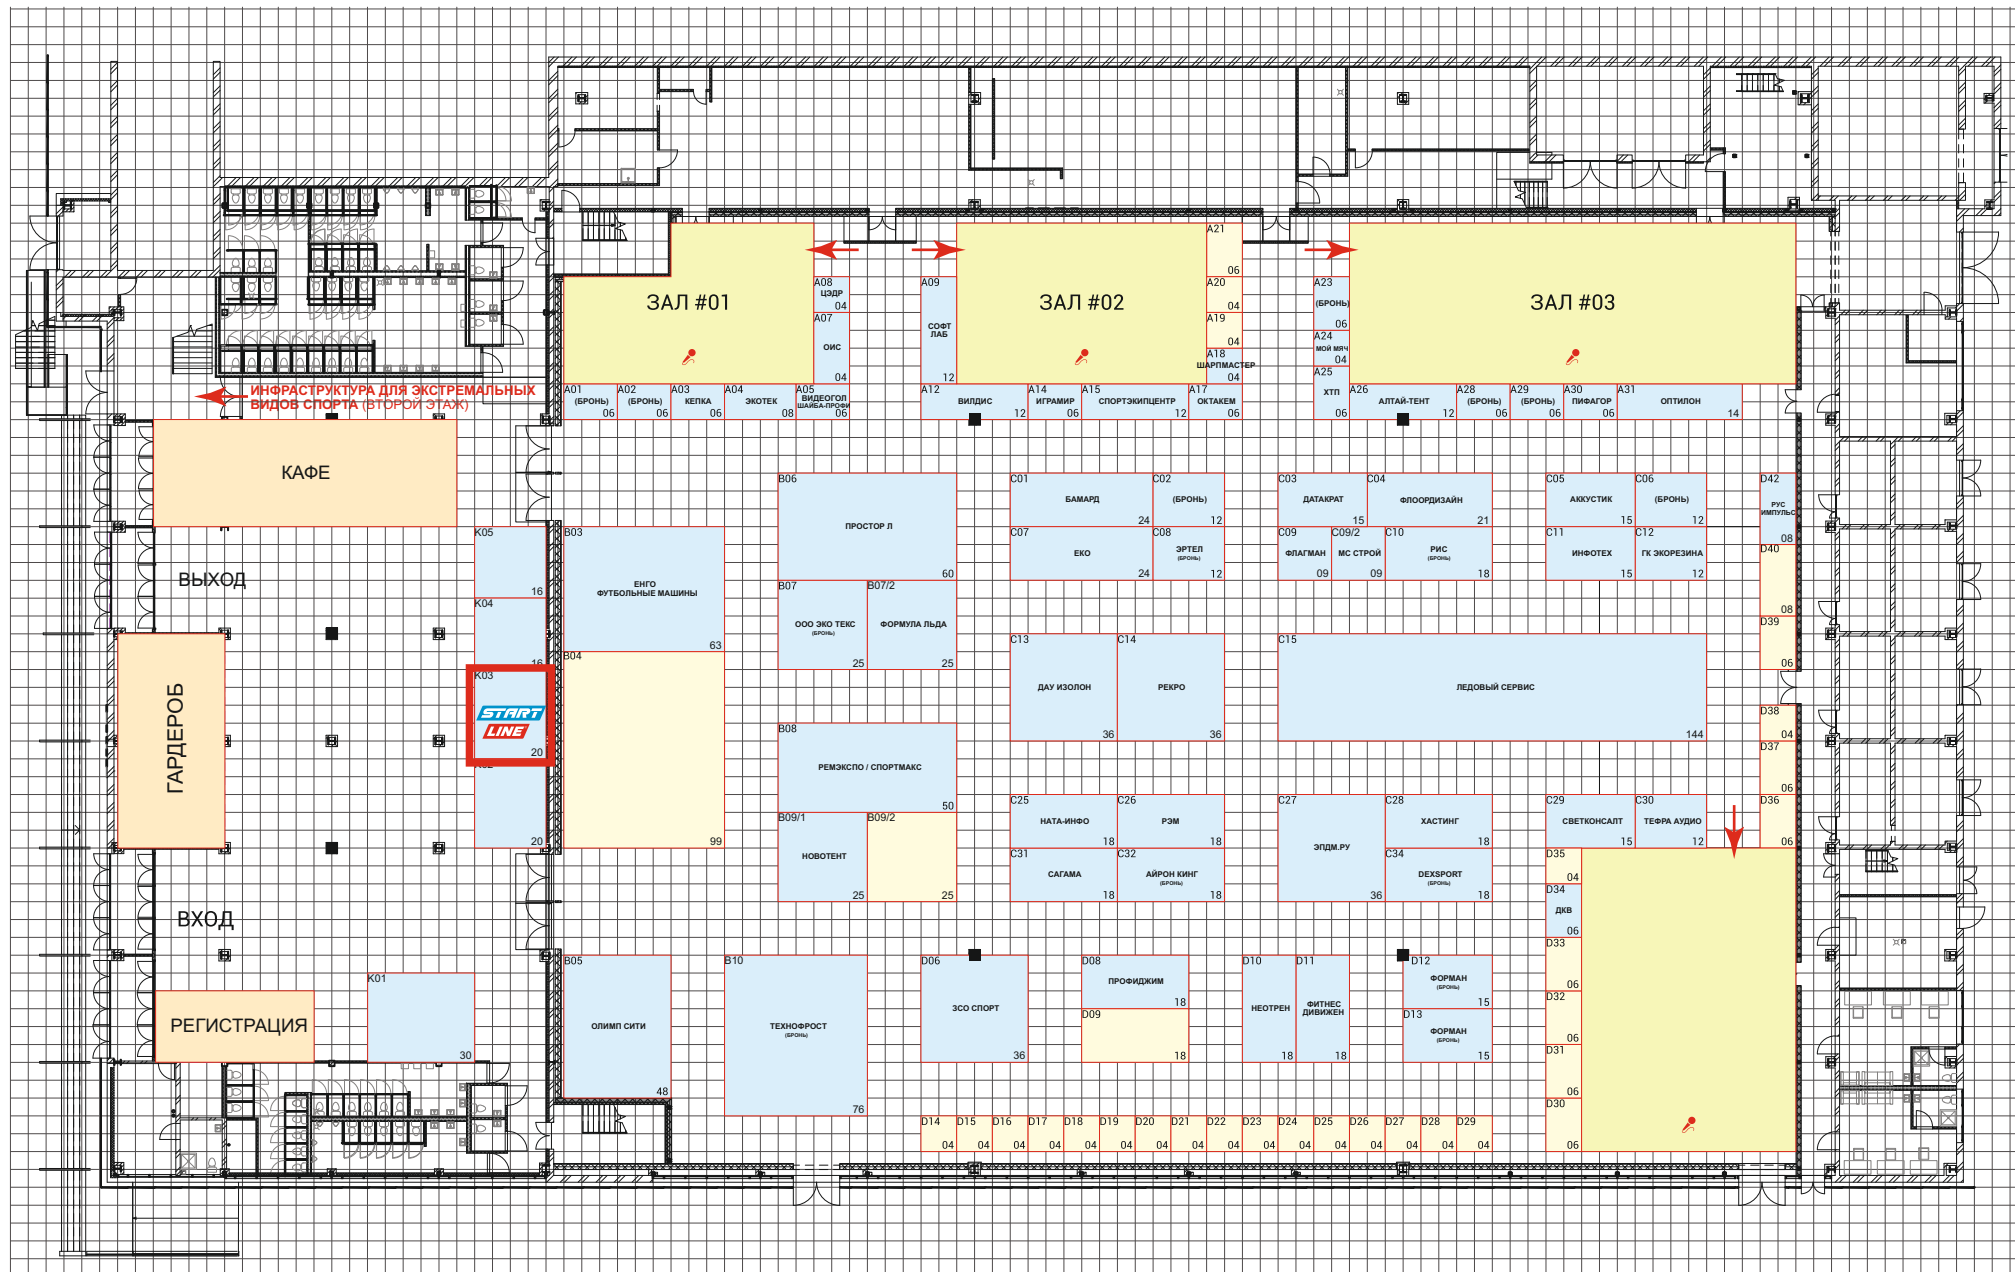 A21
06
A20
04
A19
04
A18
ШАРПМАСТЕР
04
ЗАЛ #01
A08
ЦЭДР
04
A07
ОИС
04
A09
СОФТ
ЛАБ
12
ЗАЛ #02
A23
(БРОНЬ)
06
A24
МОЙ МЯЧ
04
A25
ХТП
06
ЗАЛ #03
ИНФРАСТРУКТУРА ДЛЯ ЭКСТРЕМАЛЬНЫХ
ВИДОВ СПОРТА (ВТОРОЙ ЭТАЖ)
A01
(БРОНЬ)
06
A02
(БРОНЬ)
06
A03
КЕПКА
06
A04
ЭКОТЕК
08
A05
ВИДЕОГОЛ
ШАЙБА-ПРОФИ
06
A12
ВИЛДИС
12
A14
ИГРАМИР
06
A15
СПОРТЭКИПЦЕНТР
12
A17
ОКТАКЕМ
06
A26
АЛТАЙ-ТЕНТ
12
A28
(БРОНЬ)
06
A29
(БРОНЬ)
06
A30
ПИФАГОР
06
A31
ОПТИЛОН
14
КАФЕ
ВЫХОД
ГАРДЕРОБ
ВХОД
РЕГИСТРАЦИЯ
K05
16
K04
16
K03
START
LINE
20
20
K01
30
B03
ЕНГО
ФУТБОЛЬНЫЕ МАШИНЫ
63
B04
99
B05
ОЛИМП СИТИ
48
B06
ПРОСТОР Л
60
B07
ООО ЭКО ТЕКС
(БРОНЬ)
25
B07/2
ФОРМУЛА ЛЬДА
25
B08
РЕМЭКСПО / СПОРТМАКС
50
B09/1
НОВОТЕНТ
25
B09/2
25
B10
ТЕХНОФРОСТ
(БРОНЬ)
76
C01
БАМАРД
24
C02
(БРОНЬ)
12
C03
ДАТАКРАТ
15
C04
ФЛООРДИЗАЙН
21
C05
АККУСТИК
15
C06
(БРОНЬ)
12
C07
ЕКО
24
C08
ЭРТЕЛ
(БРОНЬ)
12
C09
ФЛАГМАН
09
C09/2
МС СТРОЙ
09
C10
РИС
(БРОНЬ)
18
C11
ИНФОТЕХ
15
C12
ГК ЭКОРЕЗИНА
12
C13
ДАУ ИЗОЛОН
36
C14
РЕКРО
36
C15
ЛЕДОВЫЙ СЕРВИС
144
C25
НАТА-ИНФО
18
C26
РЭМ
18
C27
ЭПДМ.РУ
36
C28
ХАСТИНГ
18
C29
СВЕТКОНСАЛТ
15
C30
ТЕФРА АУДИО
12
C31
САГАМА
18
C32
АЙРОН КИНГ
(БРОНЬ)
18
C34
DEXSPORT
(БРОНЬ)
18
D42
РУС
ИМПУЛЬС
08
D40
08
D39
06
D38
04
D37
06
D36
06
D35
04
D34
ДКВ
06
D33
06
D32
06
D31
06
D30
06
D06
ЗСО СПОРТ
36
D08
ПРОФИДЖИМ
18
D09
18
D10
НЕОТРЕН
18
D11
ФИТНЕС
ДИВИЖЕН
18
D12
ФОРМАН
(БРОНЬ)
15
D13
ФОРМАН
(БРОНЬ)
15
D14
04
D15
04
D16
04
D17
04
D18
04
D19
04
D20
04
D21
04
D22
04
D23
04
D24
04
D25
04
D26
04
D27
04
D28
04
D29
04